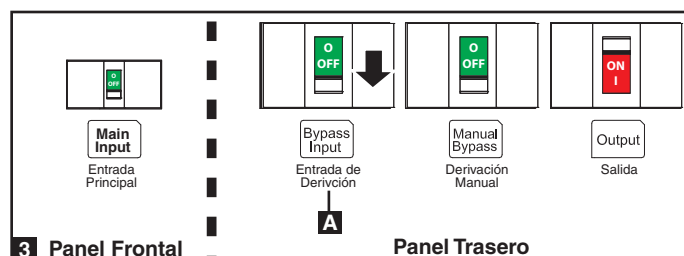 O
OFF
Main
Input
Entrada
Principal
3 Panel Frontal
O
OFF
Bypass
Input
Entrada de
Derivción
A
O
OFF
Manual
Bypass
Derivación
Manual
ON
I
Output
Salida
Panel Trasero